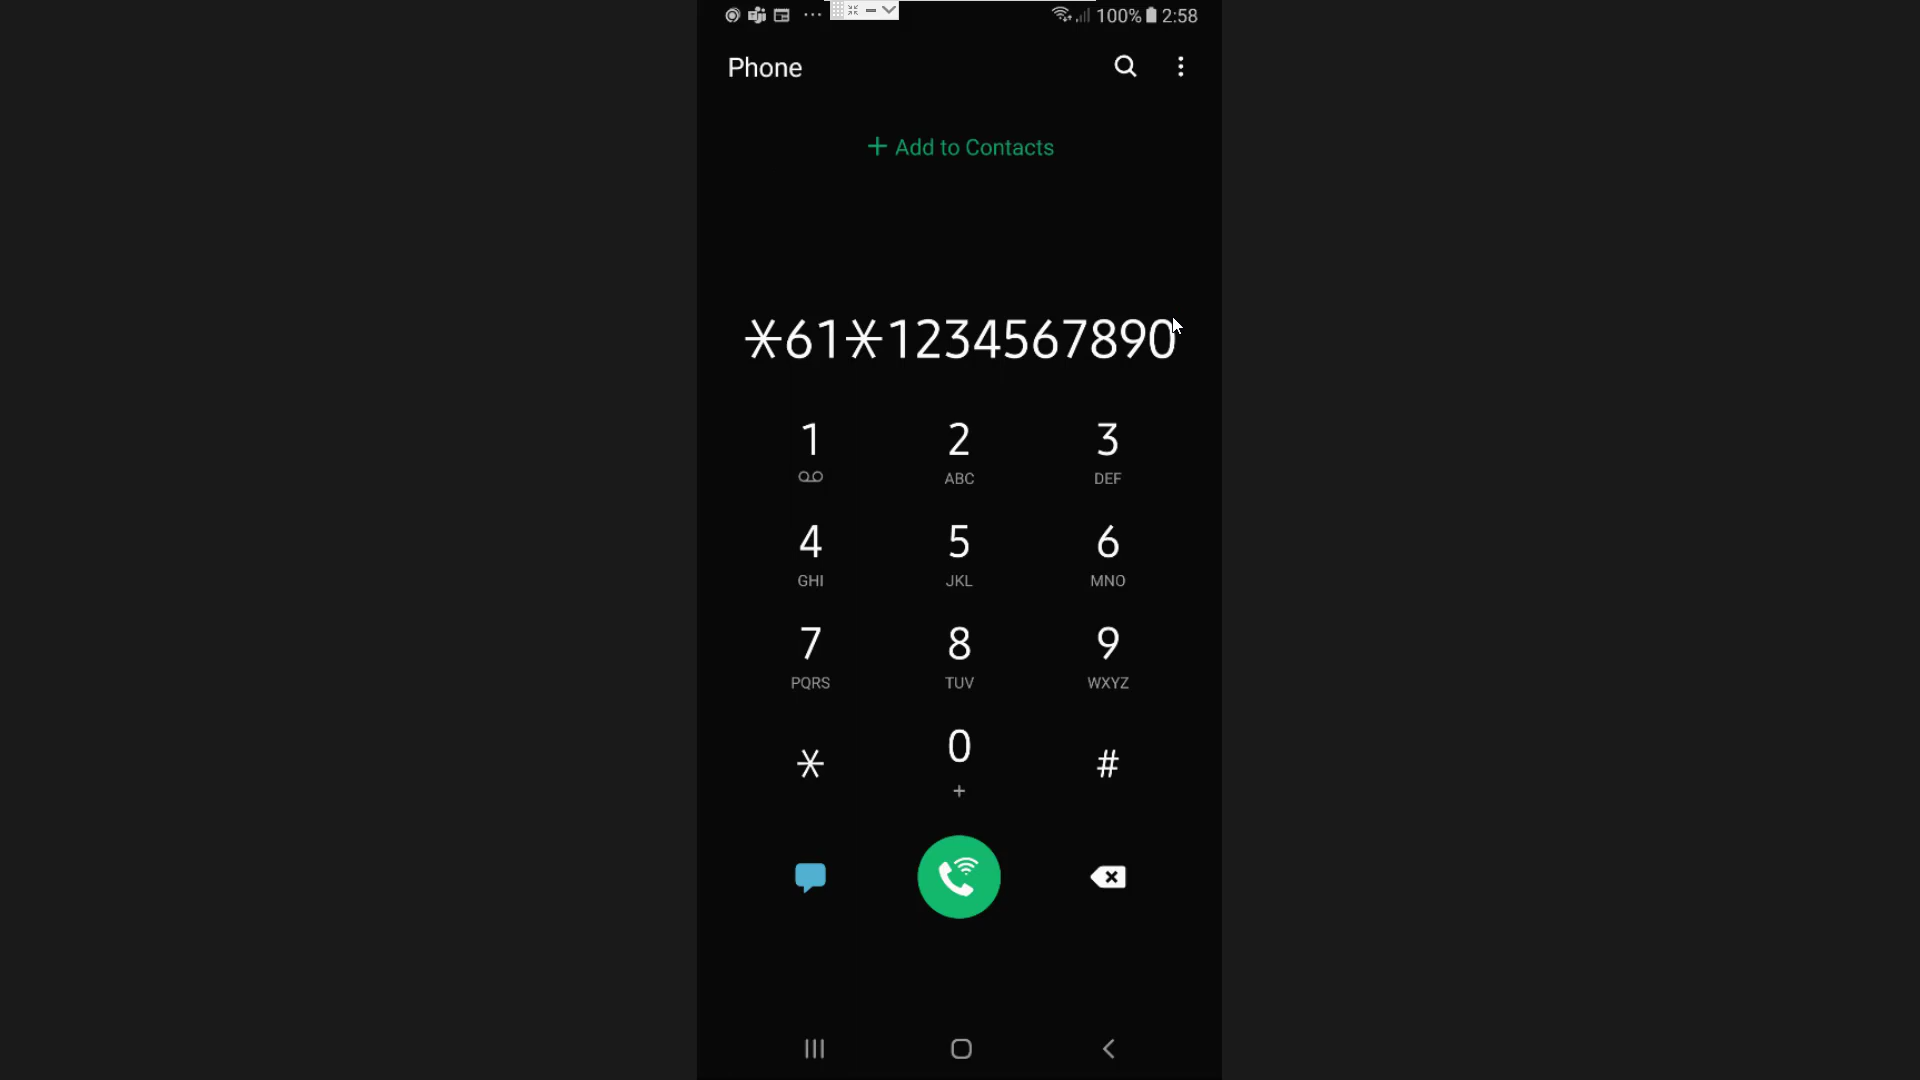 100% 2:58
Phone
+ Add to Contacts
*61*1234567890
1 2 3
ABC DEF
4 5 6
GHI JKL MNO
7 8 9
PQRS TUV WXYZ
* 0 #
+